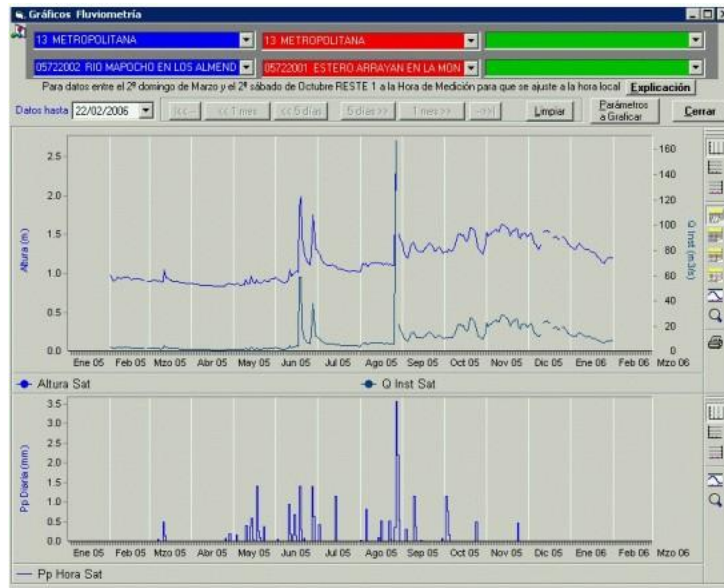 Gráficos Fluviometría
13 METROPOLITANA 13 METROPOLITANA
05722002 RIO MAPOCHO EN LOS ALMEND 05722001 ESTERO ARRAYAN EN LA MON
Para datos entre el 2º domingo de Marzo y el 2º sábado de Octubre RESTE 1 a la Hora de Medición para que se ajuste a la hora local Explicación
Datos hasta 22/02/2006 << 1 mes << 5 días 5 días >> 1 mes >> Limpiar Parámetros a Graficar Cerrar
Altura (m)
2.5
2.0
1.5
1.0
0.5
0.0
160
140
120
100
80
60
40
20
0
Q Inst (m3/s)
Ene 05 Feb 05 Mzo 05 Abr 05 May 05 Jun 05 Jul 05 Ago 05 Sep 05 Oct 05 Nov 05 Dic 05 Ene 06 Feb 06 Mzo 06
Altura Sat Q Inst Sat
Pp Diaria (mm)
3.5
3.0
2.5
2.0
1.5
1.0
0.5
0.0
Ene 05 Feb 05 Mzo 05 Abr 05 May 05 Jun 05 Jul 05 Ago 05 Sep 05 Oct 05 Nov 05 Dic 05 Ene 06 Feb 06 Mzo 06
Pp Hora Sat